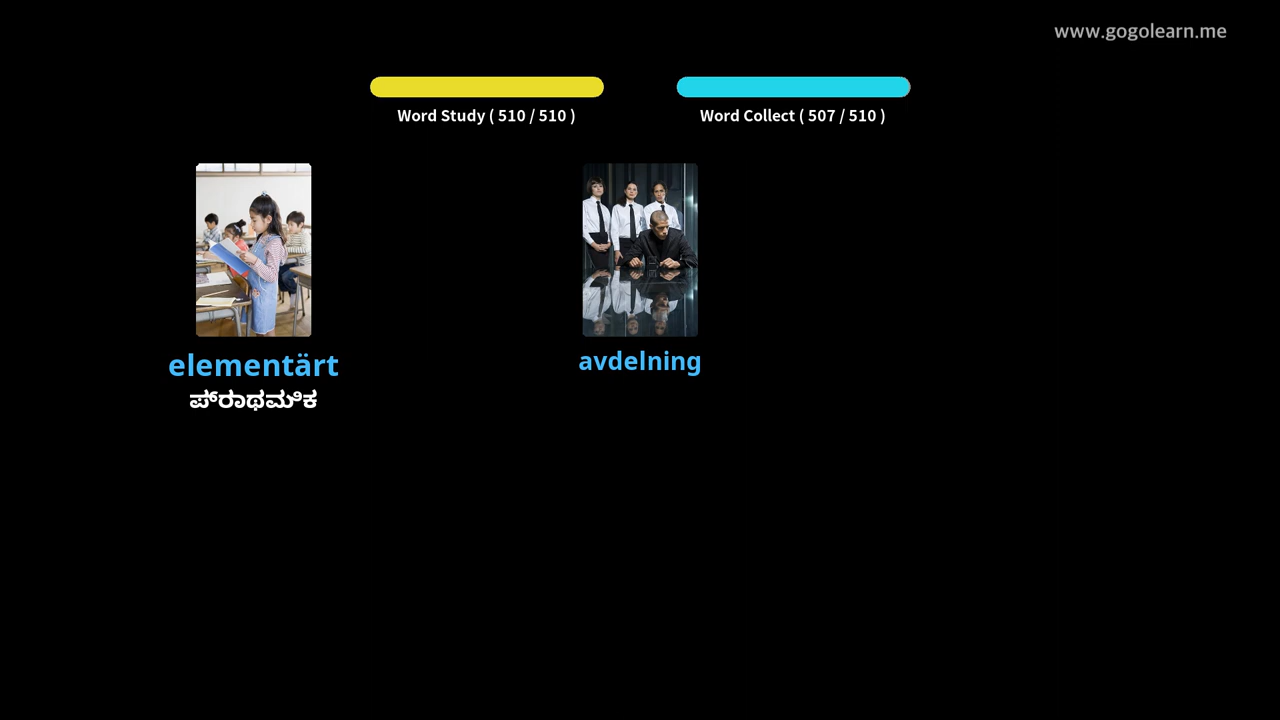 www.gogolearn.me
Word Study ( 510 / 510 )
Word Collect ( 507 / 510 )
elementärt
avdelning
ಪ್ರಾಥಮಿಕ